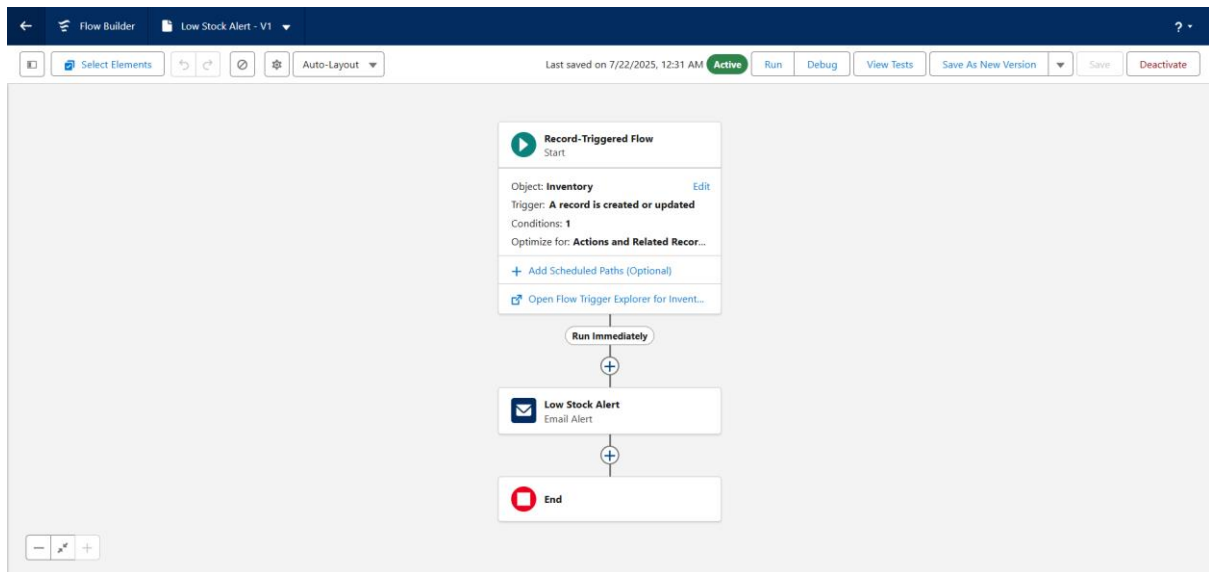 Flow Builder
Low Stock Alert - V1
? 
Select Elements
Auto-Layout
Last saved on 7/22/2025, 12:31 AM
Active
Run
Debug
View Tests
Save As New Version
Save
Deactivate
Record-Triggered Flow
Start
Object: Inventory
Edit
Trigger: A record is created or updated
Conditions: 1
Optimize for: Actions and Related Recor...
+ Add Scheduled Paths (Optional)
Open Flow Trigger Explorer for Invent...
Run Immediately
Low Stock Alert
Email Alert
End